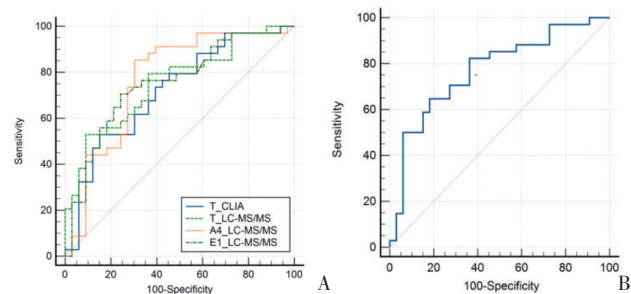 100
80
60
40
20
0
Sensitivity
T_CLIA
T_LC-MS/MS
A4_LC-MS/MS
E1_LC-MS/MS
0 20 40 60 80 100
100-Specificity
A
100
80
60
40
20
0
Sensitivity
0 20 40 60 80 100
100-Specificity
B